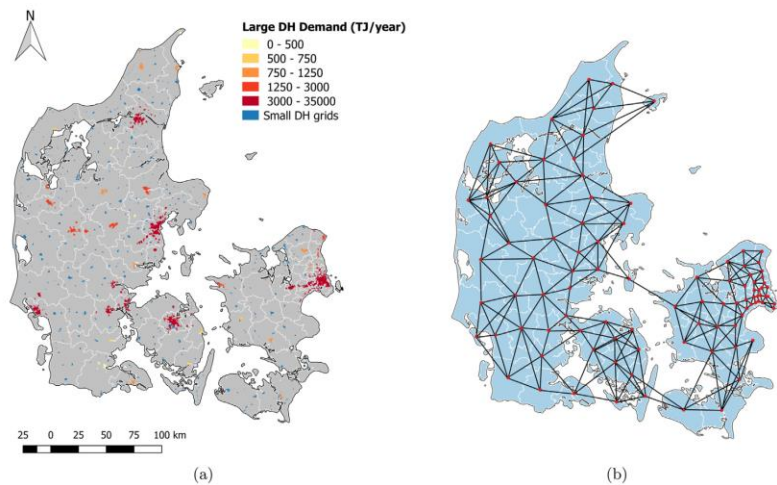 N
Large DH Demand (TJ/year)
0 - 500
500 - 750
750 - 1250
1250 - 3000
3000 - 35000
Small DH grids
25 0 25 50 75 100 km
(a)
(b)